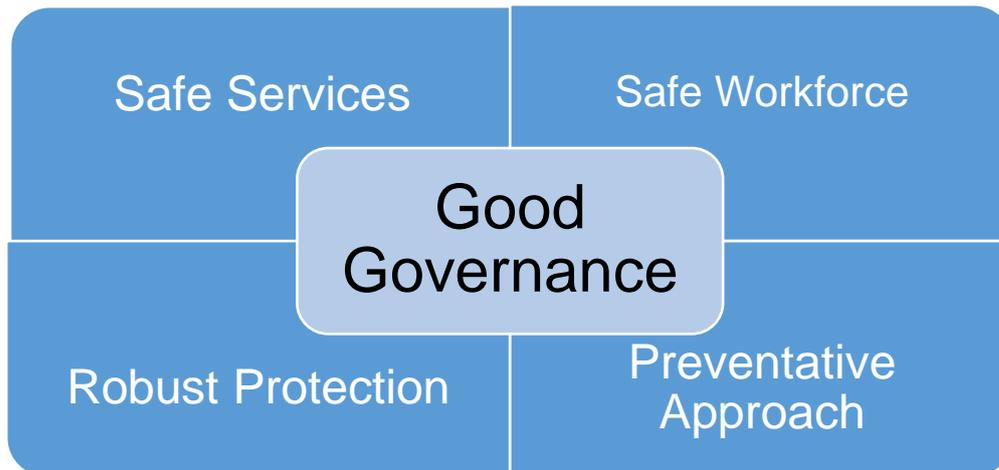 Safe Services
Safe Workforce
Good
Governance
Robust Protection
Preventative
Approach